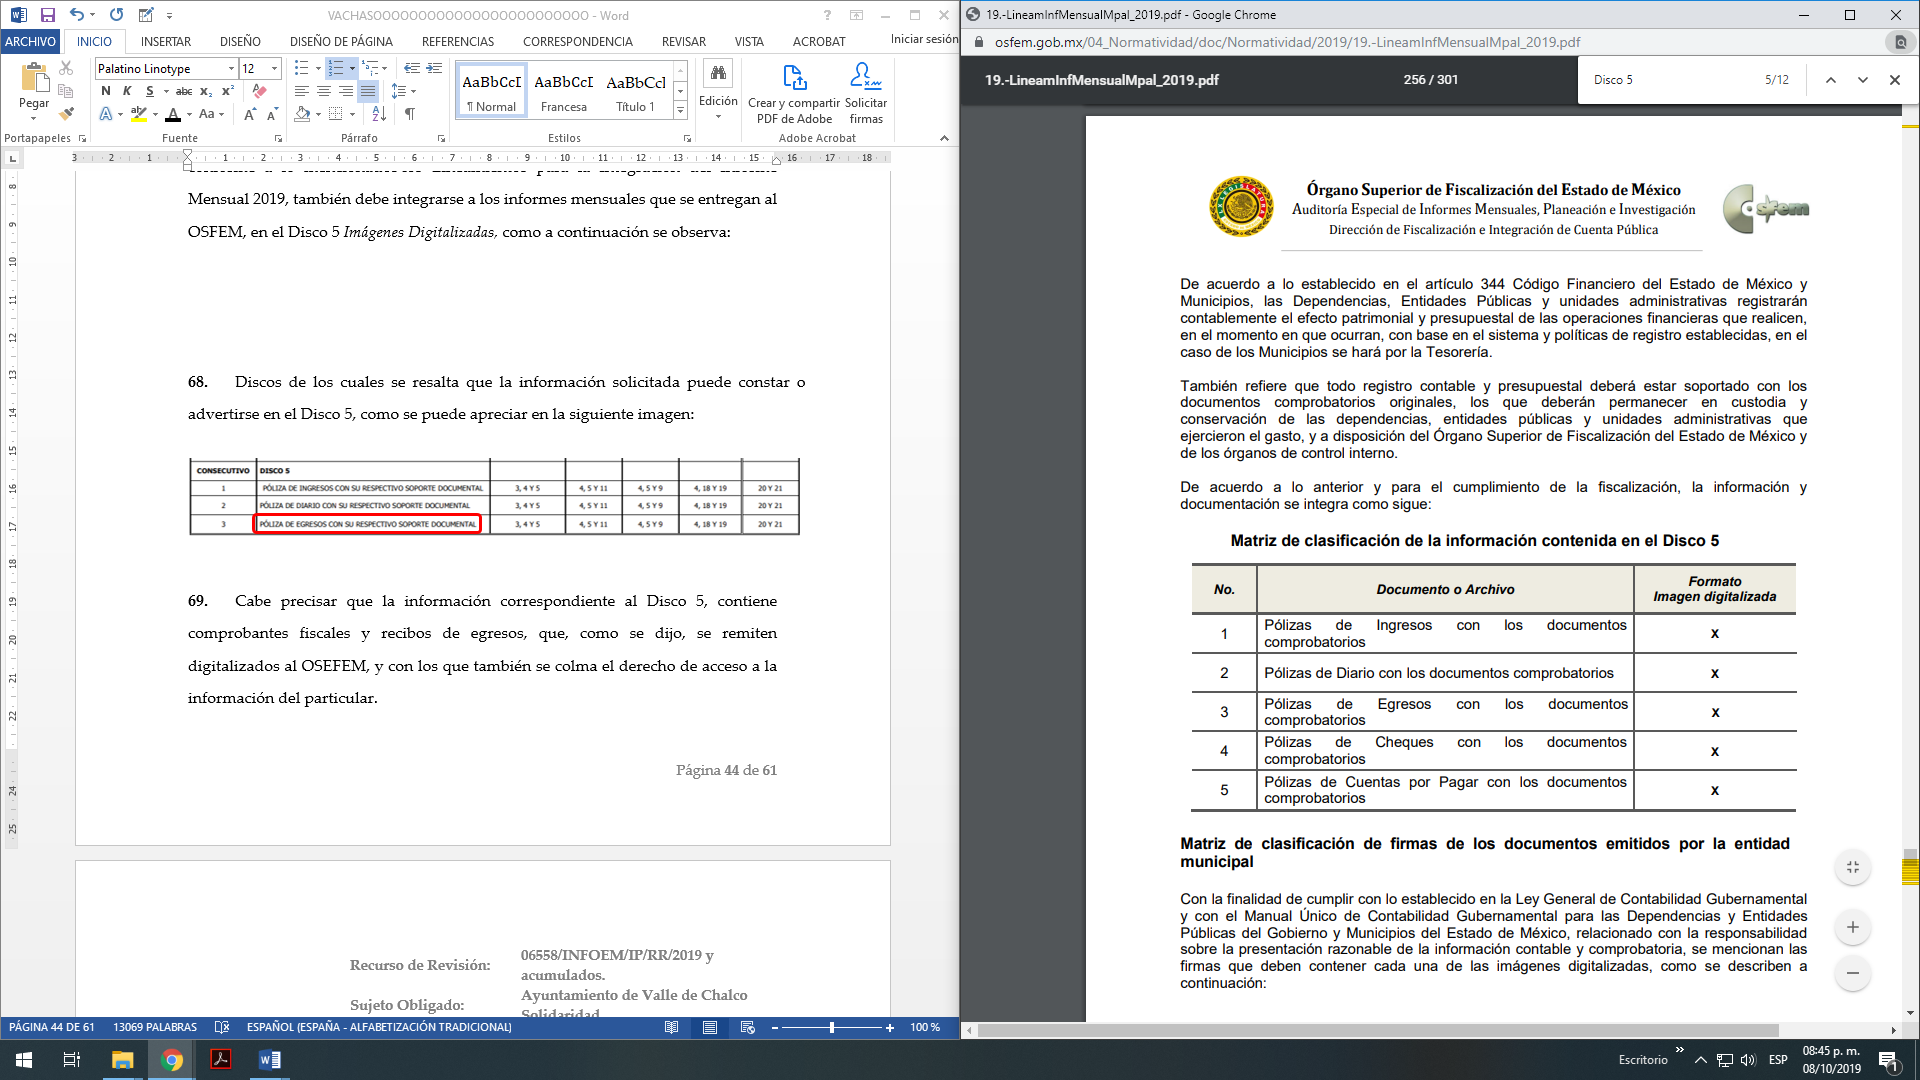 VACHASOOOOOOOOOOOOOOOOOOOOOOOO - Word
ARCHIVO INICIO INSERTAR DISEÑO DISEÑO DE PÁGINA REFERENCIAS CORRESPONDENCIA REVISAR VISTA ACROBAT Iniciar sesión
Pegar
Palatino Linotype 12
N K S abc x₂ x²
Aa
AaBbCcI AaBbCcI AaBbCcl
¶ Normal Francesa Título 1
Edición
Crear y compartir PDF de Adobe
Solicitar firmas
Portapapeles Fuente Párrafo Estilos Adobe Acrobat
3 2 1 1 2 3 4 5 6 7 8 9 10 11 12 13 14 15 16 17 18
Mensual 2019, también debe integrarse a los informes mensuales que se entregan al
OSFEM, en el Disco 5 Imágenes Digitalizadas, como a continuación se observa:
68. Discos de los cuales se resalta que la información solicitada puede constar o
advertirse en el Disco 5, como se puede apreciar en la siguiente imagen:
CONSECUTIVO DISCO 5
1 PÓLIZA DE INGRESOS CON SU RESPECTIVO SOPORTE DOCUMENTAL 3, 4 Y 5 4, 5 Y 11 4, 5 Y 9 4, 18 Y 19 20 Y 21
2 PÓLIZA DE DIARIO CON SU RESPECTIVO SOPORTE DOCUMENTAL 3, 4 Y 5 4, 5 Y 11 4, 5 Y 9 4, 18 Y 19 20 Y 21
3 PÓLIZA DE EGRESOS CON SU RESPECTIVO SOPORTE DOCUMENTAL 3, 4 Y 5 4, 5 Y 11 4, 5 Y 9 4, 18 Y 19 20 Y 21
69. Cabe precisar que la información correspondiente al Disco 5, contiene
comprobantes fiscales y recibos de egresos, que, como se dijo, se remiten
digitalizados al OSEFEM, y con los que también se colma el derecho de acceso a la
información del particular.
Página 44 de 61
Recurso de Revisión: 06558/INFOEM/IP/RR/2019 y
acumulados.
Sujeto Obligado: Ayuntamiento de Valle de Chalco
Solidaridad
PÁGINA 44 DE 61 13069 PALABRAS ESPAÑOL (ESPAÑA - ALFABETIZACIÓN TRADICIONAL) 100 %
19.-LineamInfMensualMpal_2019.pdf - Google Chrome
osfem.gob.mx/04_Normatividad/doc/Normatividad/2019/19.-LineamInfMensualMpal_2019.pdf
19.-LineamInfMensualMpal_2019.pdf 256 / 301
Disco 5 5/12
Órgano Superior de Fiscalización del Estado de México
Auditoría Especial de Informes Mensuales, Planeación e Investigación
Dirección de Fiscalización e Integración de Cuenta Pública
osfem
De acuerdo a lo establecido en el artículo 344 Código Financiero del Estado de México y
Municipios, las Dependencias, Entidades Públicas y unidades administrativas registrarán
contablemente el efecto patrimonial y presupuestal de las operaciones financieras que realicen,
en el momento en que ocurran, con base en el sistema y políticas de registro establecidas, en el
caso de los Municipios se hará por la Tesorería.
También refiere que todo registro contable y presupuestal deberá estar soportado con los
documentos comprobatorios originales, los que deberán permanecer en custodia y
conservación de las dependencias, entidades públicas y unidades administrativas que
ejercieron el gasto, y a disposición del Órgano Superior de Fiscalización del Estado de México y
de los órganos de control interno.
De acuerdo a lo anterior y para el cumplimiento de la fiscalización, la información y
documentación se integra como sigue:
Matriz de clasificación de la información contenida en el Disco 5
No. Documento o Archivo Formato
Imagen digitalizada
1 Pólizas de Ingresos con los documentos
comprobatorios X
2 Pólizas de Diario con los documentos comprobatorios X
3 Pólizas de Egresos con los documentos
comprobatorios X
4 Pólizas de Cheques con los documentos
comprobatorios X
5 Pólizas de Cuentas por Pagar con los documentos
comprobatorios X
Matriz de clasificación de firmas de los documentos emitidos por la entidad
municipal
Con la finalidad de cumplir con lo establecido en la Ley General de Contabilidad Gubernamental
y con el Manual Único de Contabilidad Gubernamental para las Dependencias y Entidades
Públicas del Gobierno y Municipios del Estado de México, relacionado con la responsabilidad
sobre la presentación razonable de la información contable y comprobatoria, se mencionan las
firmas que deben contener cada una de las imágenes digitalizadas, como se describen a
continuación:
Escritorio ESP 08:45 p. m.
08/10/2019